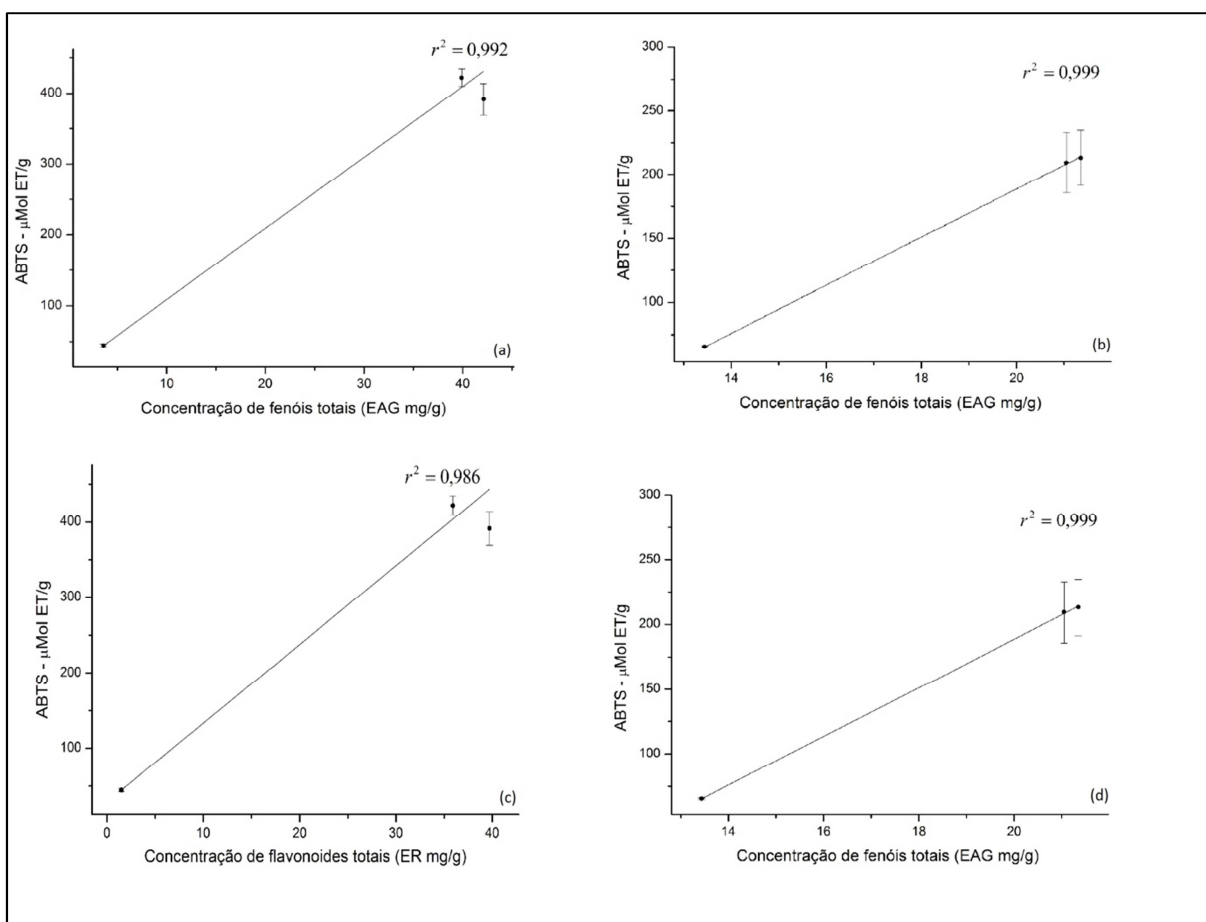 r² = 0,992
400
300
200
100
ABTS - μMol ET/g
(a)
10
20
30
40
Concentração de fenóis totais (EAG mg/g)
r² = 0,999
300
250
200
150
100
ABTS - μMol ET/g
(b)
14
16
18
20
Concentração de fenóis totais (EAG mg/g)
r² = 0,986
400
300
200
100
ABTS - μMol ET/g
(c)
0
10
20
30
40
Concentração de flavonoides totais (ER mg/g)
r² = 0,999
300
250
200
150
100
ABTS - μMol ET/g
(d)
14
16
18
20
Concentração de fenóis totais (EAG mg/g)